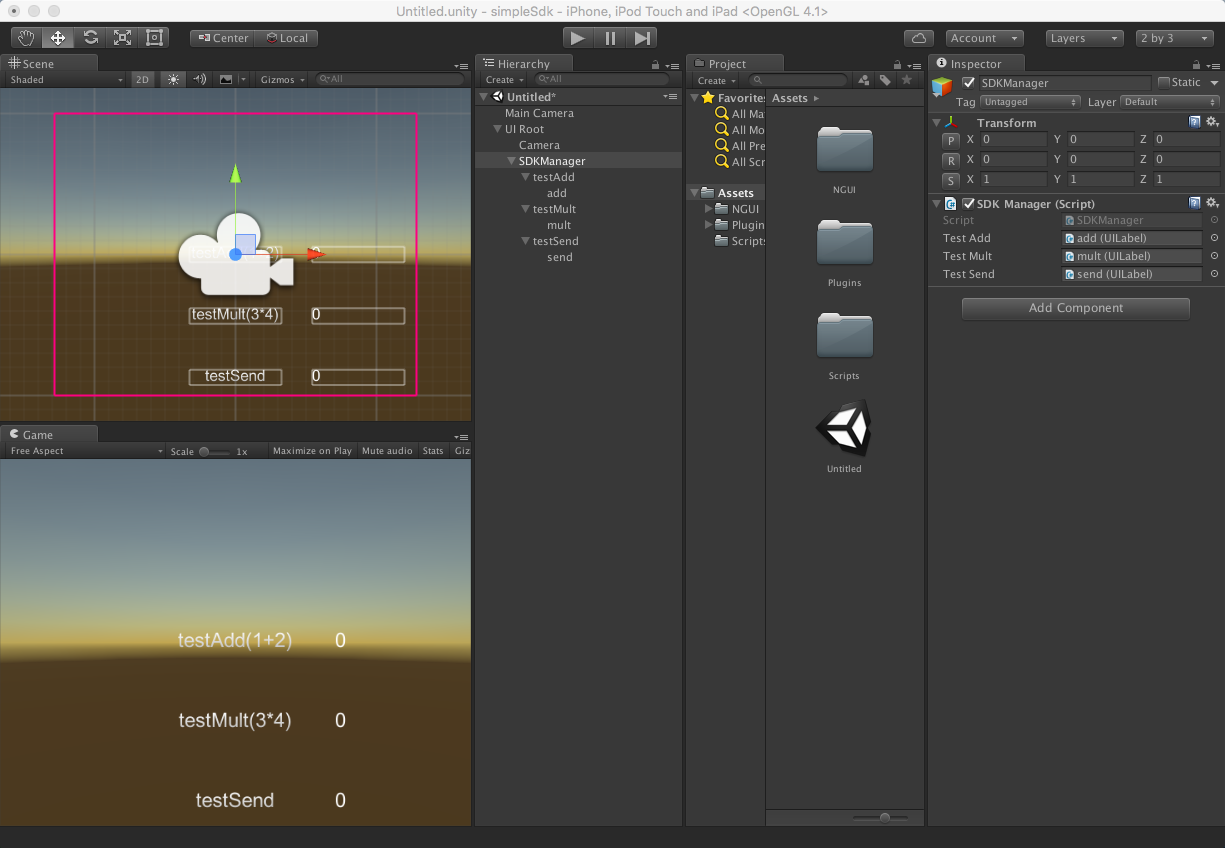 Untitled.unity - simpleSdk - iPhone, iPod Touch and iPad <OpenGL 4.1>
Center Local
Account Layers 2 by 3
Scene
Shaded 2D Gizmos All
testMult(3*4) 0
testSend 0
Game
Free Aspect Scale 1x Maximize on Play Mute audio Stats Giz
testAdd(1+2) 0
testMult(3*4) 0
testSend 0
Hierarchy
Create All
Untitled*
Main Camera
UI Root
Camera
SDKManager
testAdd
add
testMult
mult
testSend
send
Project
Create
Favorites
All Ma
All Mo
All Pre
All Scr
Assets
NGUI
Plugin
Scripts
Assets
NGUI
Plugins
Scripts
Untitled
Inspector
SDKManager Static
Tag Untagged Layer Default
Transform
P X 0 Y 0 Z 0
R X 0 Y 0 Z 0
S X 1 Y 1 Z 1
SDK Manager (Script)
Script SDKManager
Test Add add (UILabel)
Test Mult mult (UILabel)
Test Send send (UILabel)
Add Component